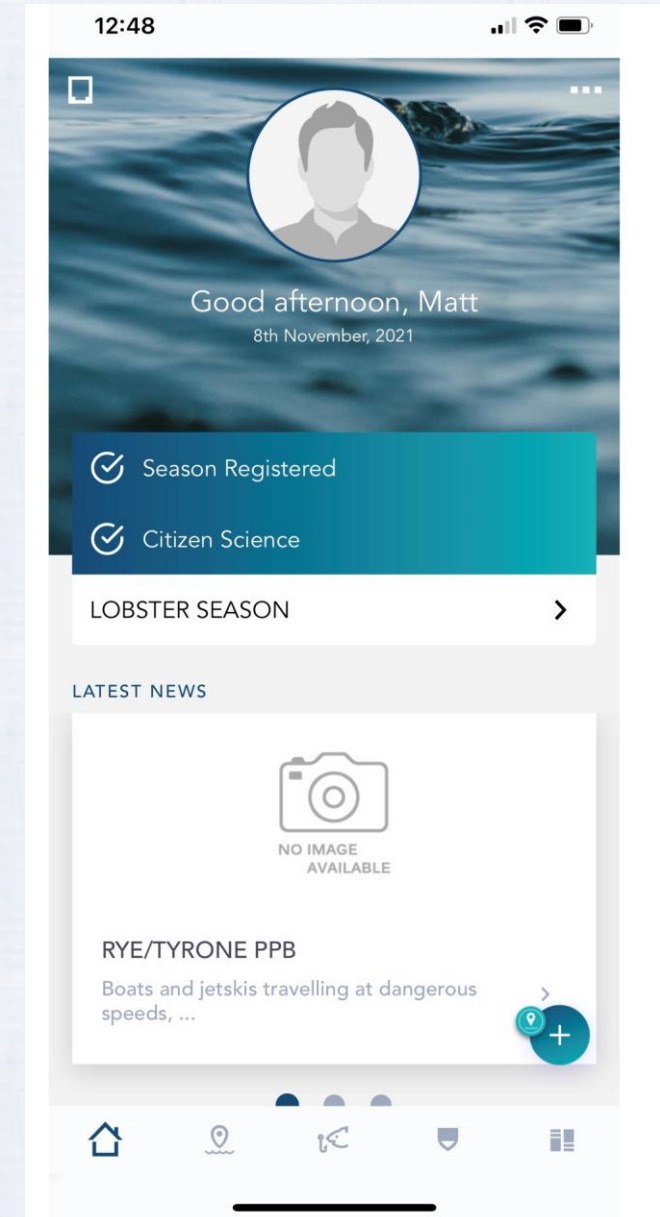 12:48
Good afternoon, Matt
8th November, 2021
Season Registered
Citizen Science
LOBSTER SEASON
LATEST NEWS
NO IMAGE
AVAILABLE
RYE/TYRONE PPB
Boats and jetskis travelling at dangerous
speeds, ...